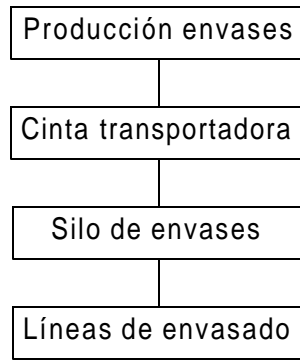 Producción envases
Cinta transportadora
Silo de envases
Líneas de envasado